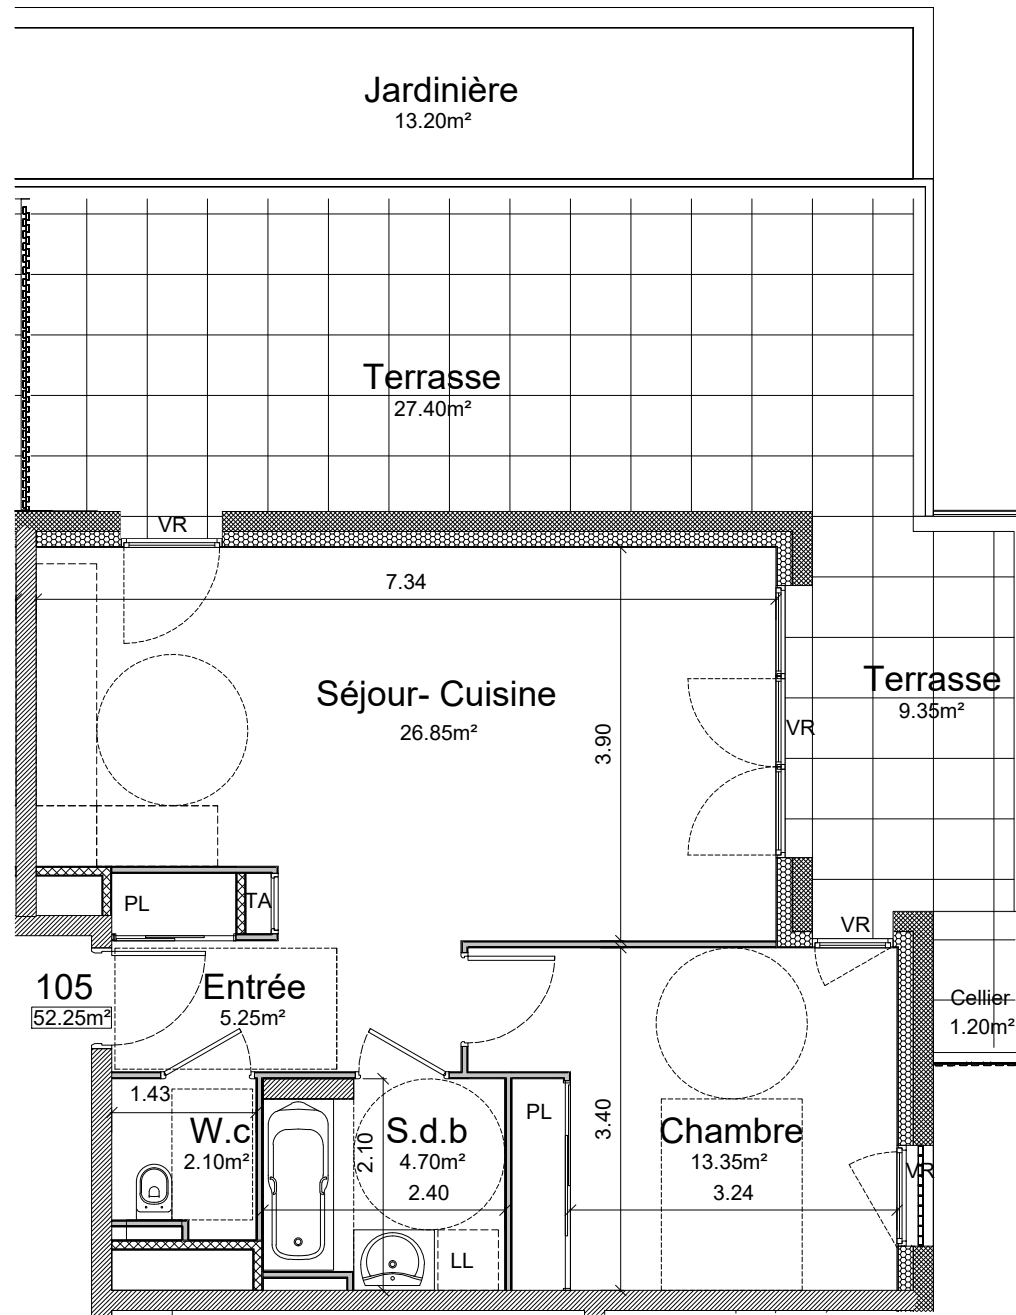 Jardinière
13.20m²
Terrasse
27.40m²
VR
7.34
Séjour- Cuisine
26.85m²
3.90
Terrasse
9.35m²
VR
PL
TA
VR
105
52.25m²
Entrée
5.25m²
Cellier
1.20m²
1.43
W.c
2.10m²
2.10
S.d.b
4.70m²
2.40
LL
PL
3.40
Chambre
13.35m²
3.24
VR